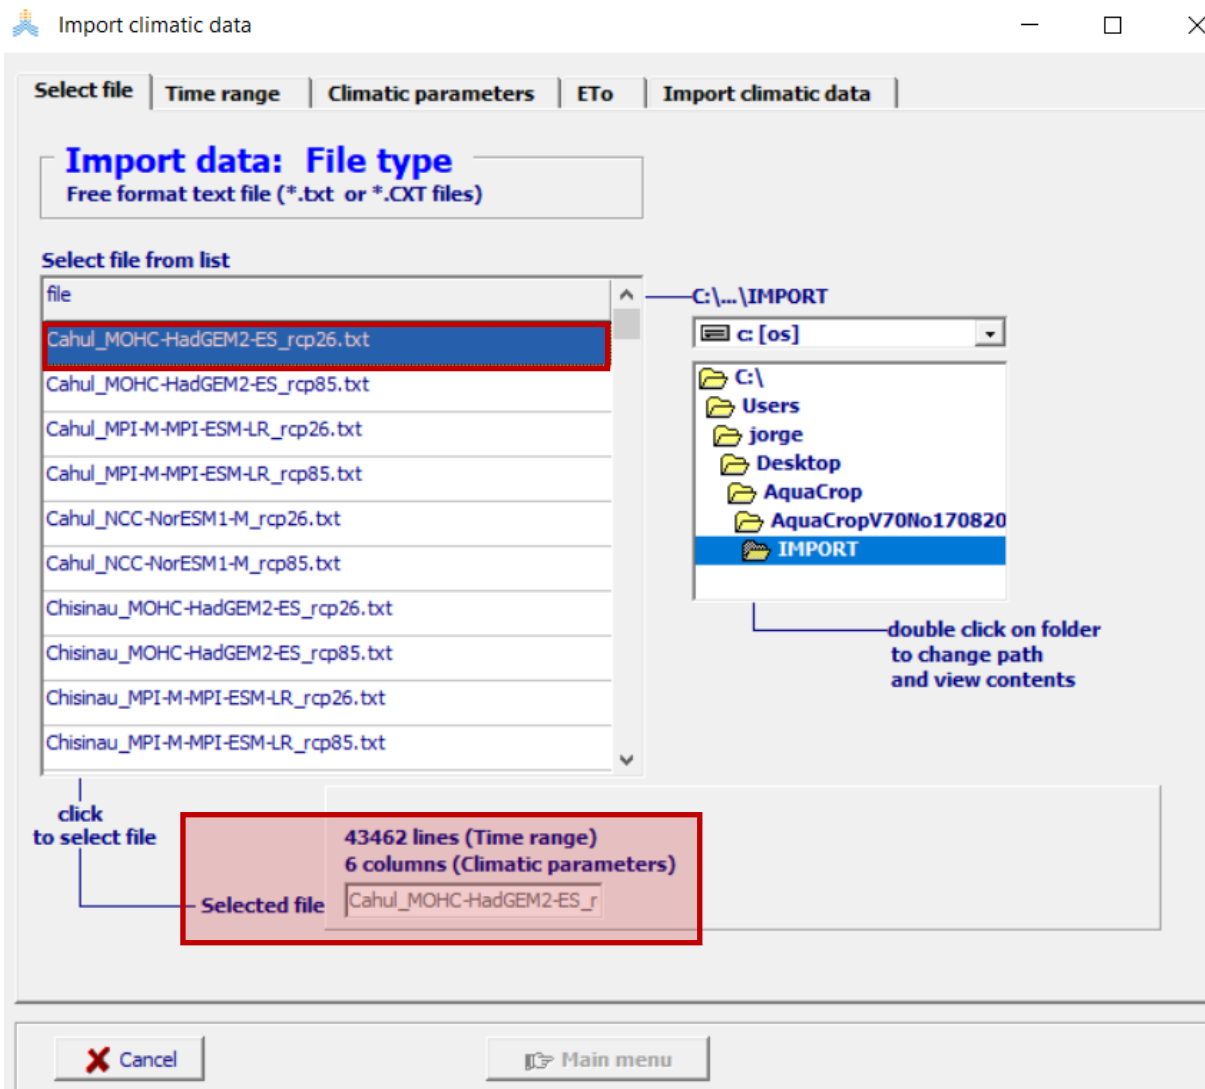 Import climatic data
Select file Time range Climatic parameters ETo Import climatic data
Import data: File type
Free format text file (*.txt or *.CXT files)
Select file from list
file
Cahul_MOHC-HadGEM2-ES_rcp26.txt
Cahul_MOHC-HadGEM2-ES_rcp85.txt
Cahul_MPI-M-MPI-ESM-LR_rcp26.txt
Cahul_MPI-M-MPI-ESM-LR_rcp85.txt
Cahul_NCC-NorESM1-M_rcp26.txt
Cahul_NCC-NorESM1-M_rcp85.txt
Chisinau_MOHC-HadGEM2-ES_rcp26.txt
Chisinau_MOHC-HadGEM2-ES_rcp85.txt
Chisinau_MPI-M-MPI-ESM-LR_rcp26.txt
Chisinau_MPI-M-MPI-ESM-LR_rcp85.txt
C:\...\IMPORT
c: [os]
C:\
Users
jorge
Desktop
AquaCrop
AquaCropV70No170820
IMPORT
double click on folder
to change path
and view contents
click
to select file
43462 lines (Time range)
6 columns (Climatic parameters)
Selected file Cahul_MOHC-HadGEM2-ES_r
Cancel Main menu